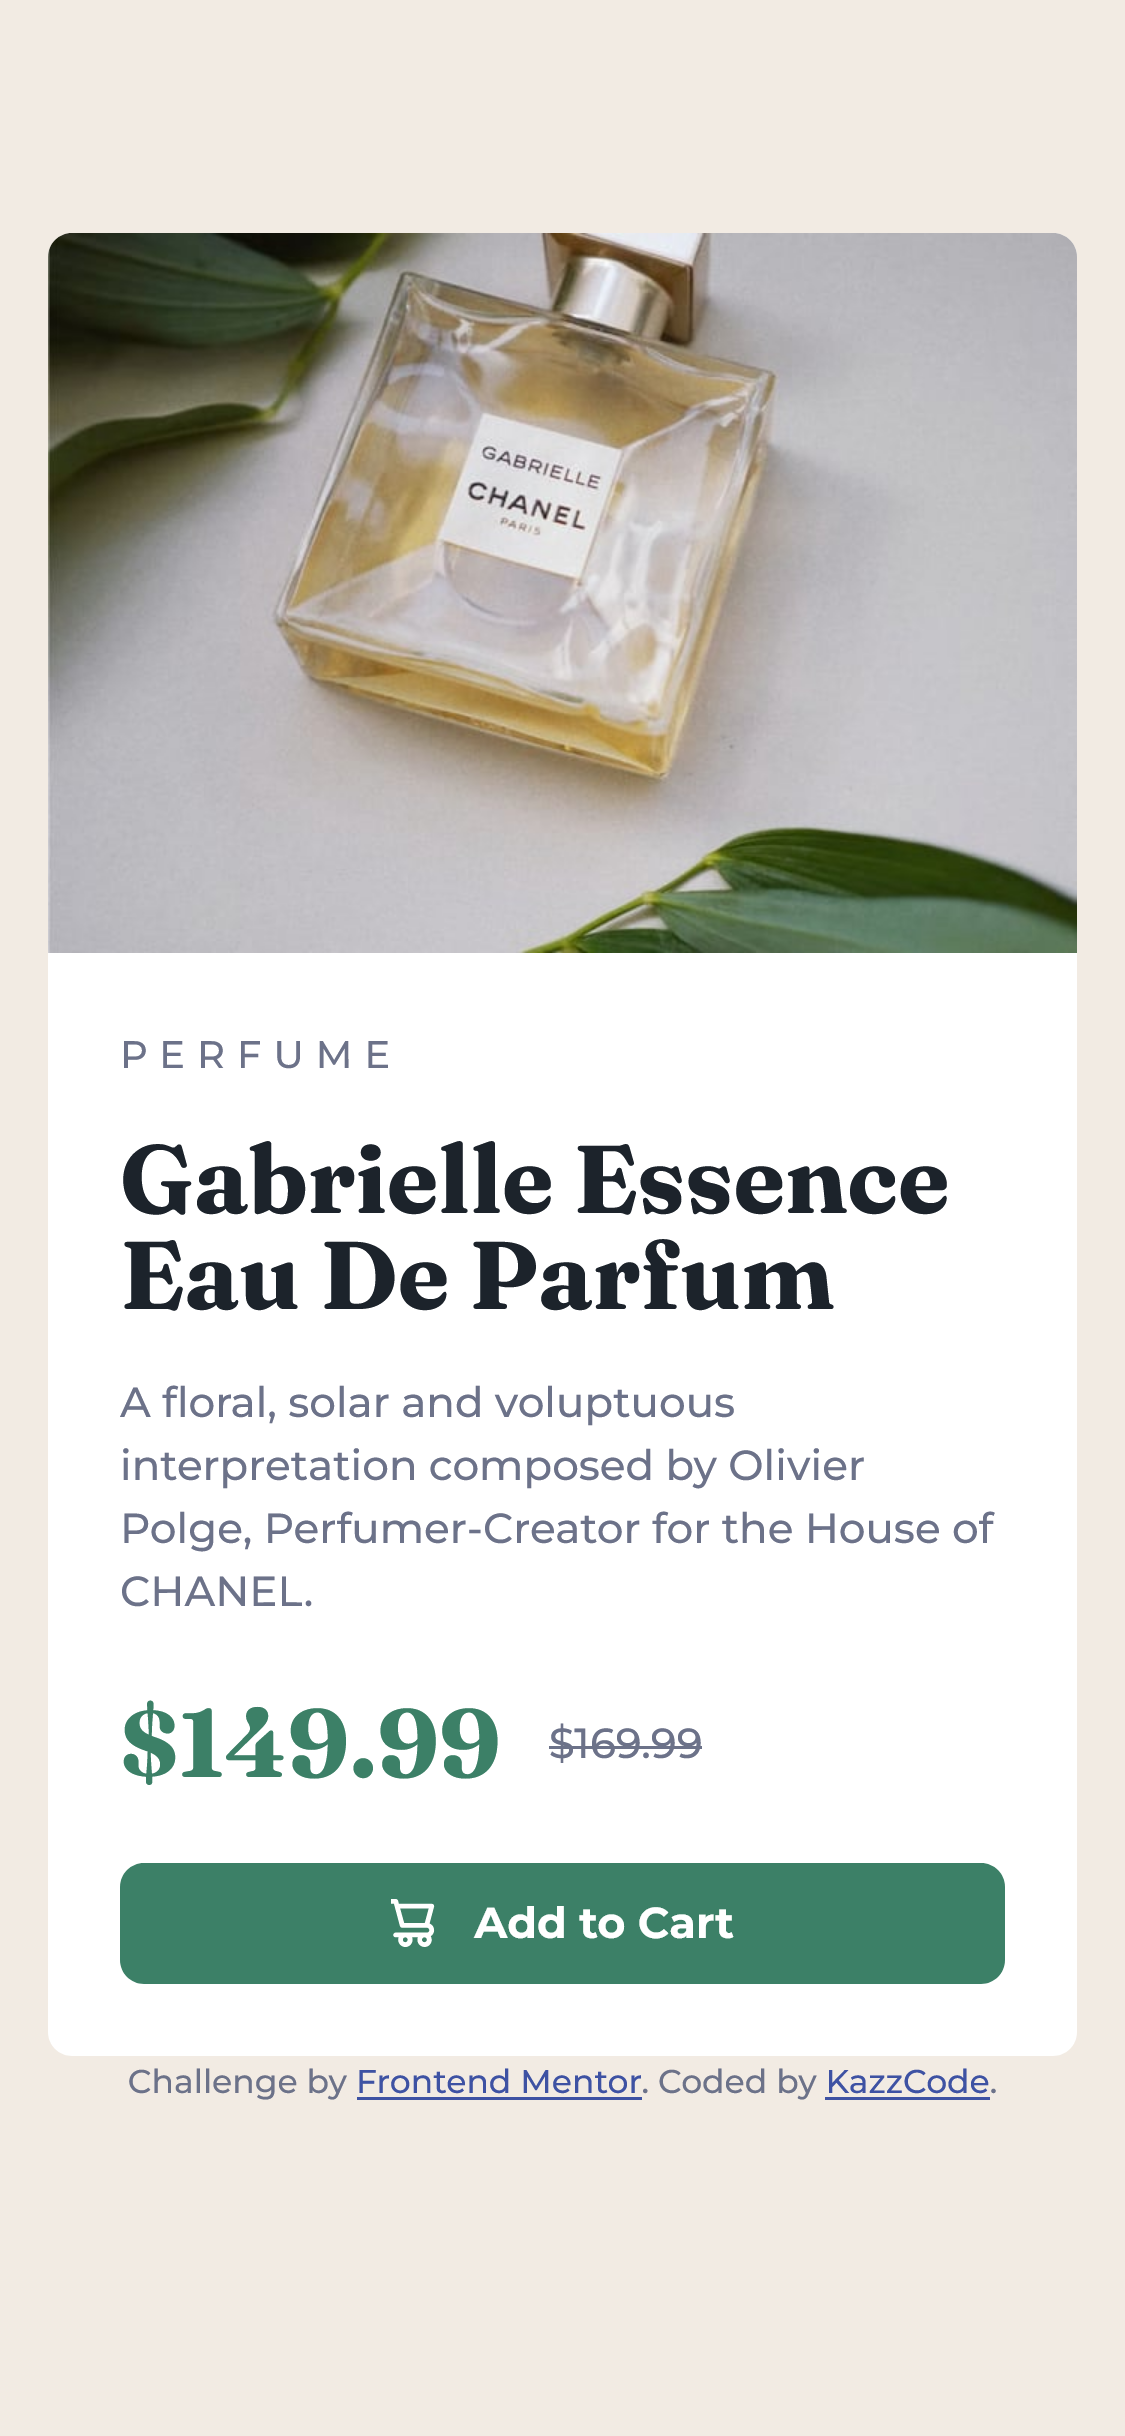 GABRIELLE
CHANEL
PARIS
PERFUME
Gabrielle Essence
Eau De Parfum
A floral, solar and voluptuous
interpretation composed by Olivier
Polge, Perfumer-Creator for the House of
CHANEL.
$149.99 $169.99
Add to Cart
Challenge by Frontend Mentor. Coded by KazzCode.